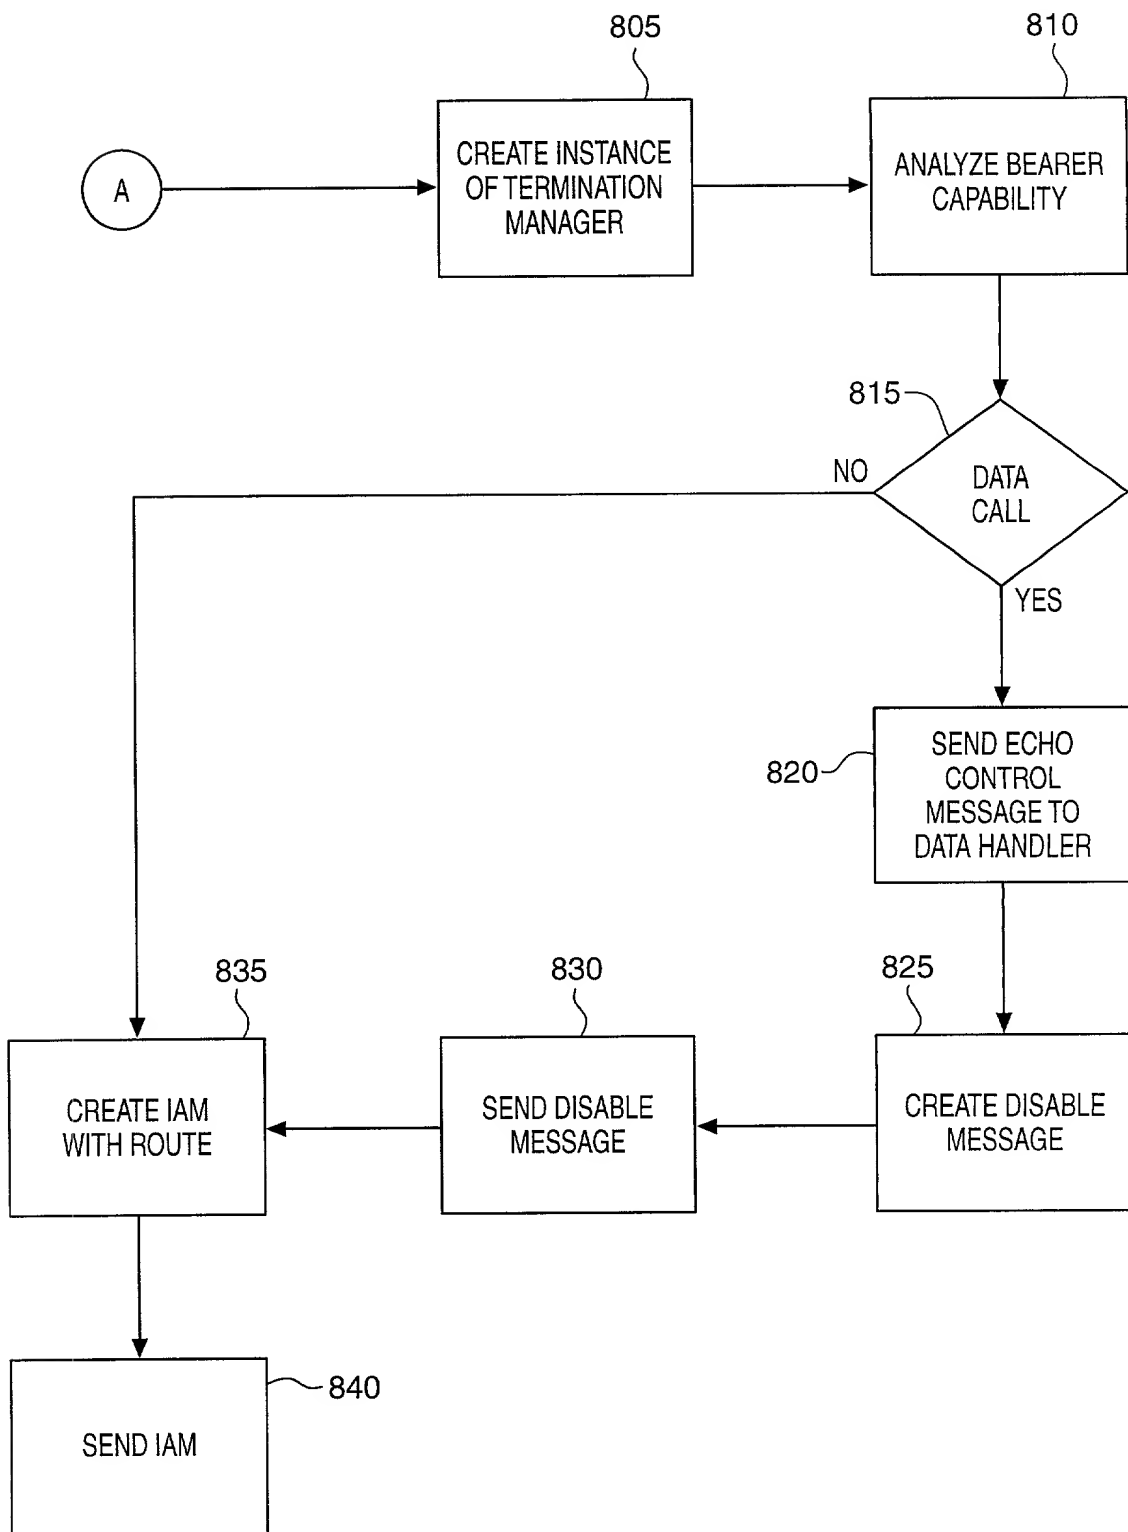 805
810
A
CREATE INSTANCE
OF TERMINATION
MANAGER
ANALYZE BEARER
CAPABILITY
815
NO
DATA
CALL
YES
820
SEND ECHO
CONTROL
MESSAGE TO
DATA HANDLER
835
830
825
CREATE IAM
WITH ROUTE
SEND DISABLE
MESSAGE
CREATE DISABLE
MESSAGE
840
SEND IAM